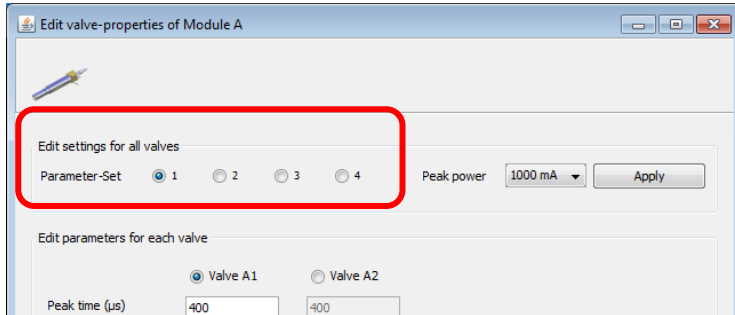 Edit valve-properties of Module A
Edit settings for all valves
Parameter-Set 1 2 3 4 Peak power 1000 mA Apply
Edit parameters for each valve
Valve A1 Valve A2
Peak time (µs) 400 400